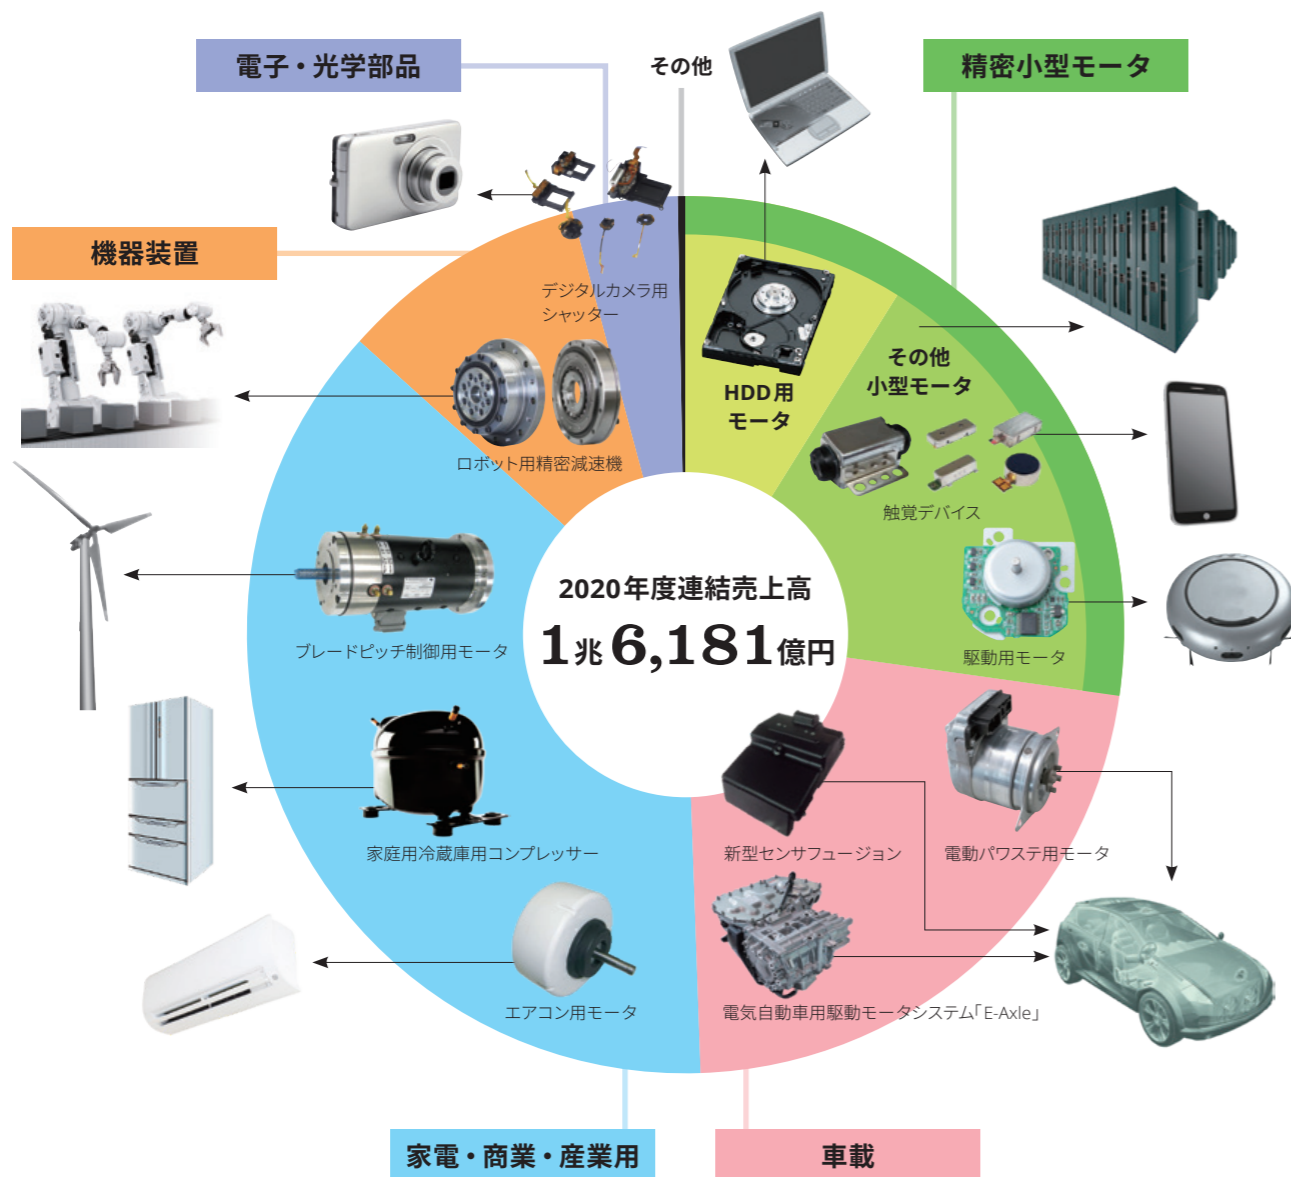 電子・光学部品
その他
精密小型モータ
機器装置
デジタルカメラ用
シャッター
HDD用
モータ
その他
小型モータ
ロボット用精密減速機
触覚デバイス
2020年度連結売上高
1兆6,181億円
ブレードピッチ制御用モータ
駆動用モータ
家庭用冷蔵庫用コンプレッサー
新型センサフュージョン
電動パワステ用モータ
エアコン用モータ
電気自動車用駆動モータシステム「E-Axle」
家電・商業・産業用
車載